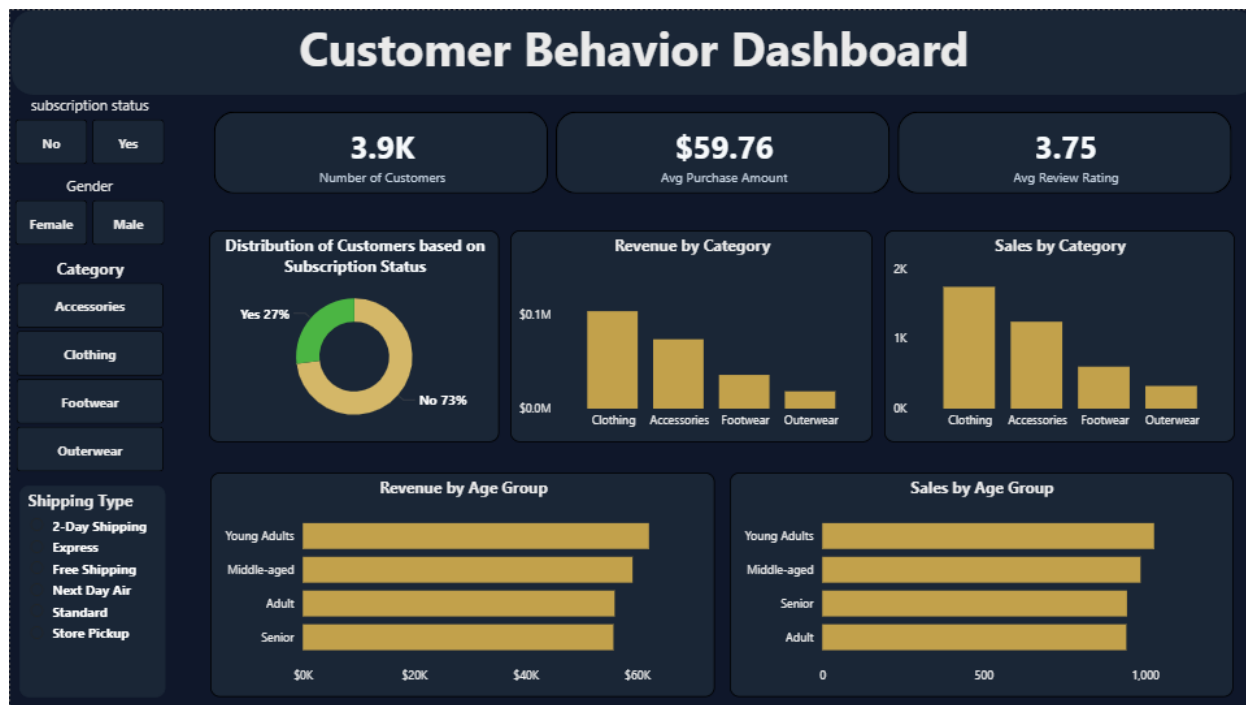 Customer Behavior Dashboard
subscription status
No Yes
Gender
Female Male
Category
Accessories
Clothing
Footwear
Outerwear
Shipping Type
2-Day Shipping
Express
Free Shipping
Next Day Air
Standard
Store Pickup
3.9K
Number of Customers
$59.76
Avg Purchase Amount
3.75
Avg Review Rating
Distribution of Customers based on
Subscription Status
Yes 27%
No 73%
Revenue by Category
$0.1M
$0.0M
Clothing Accessories Footwear Outerwear
Sales by Category
2K
1K
0K
Clothing Accessories Footwear Outerwear
Revenue by Age Group
Young Adults
Middle-aged
Adult
Senior
$0K $20K $40K $60K
Sales by Age Group
Young Adults
Middle-aged
Senior
Adult
0 500 1,000